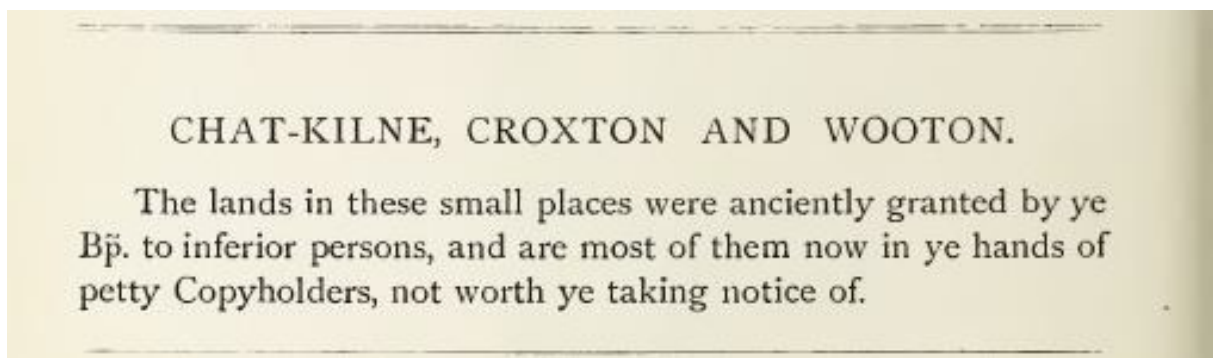 CHAT-KILNE, CROXTON AND WOOTON.
The lands in these small places were anciently granted by ye
Bp̃. to inferior persons, and are most of them now in ye hands of
petty Copyholders, not worth ye taking notice of.